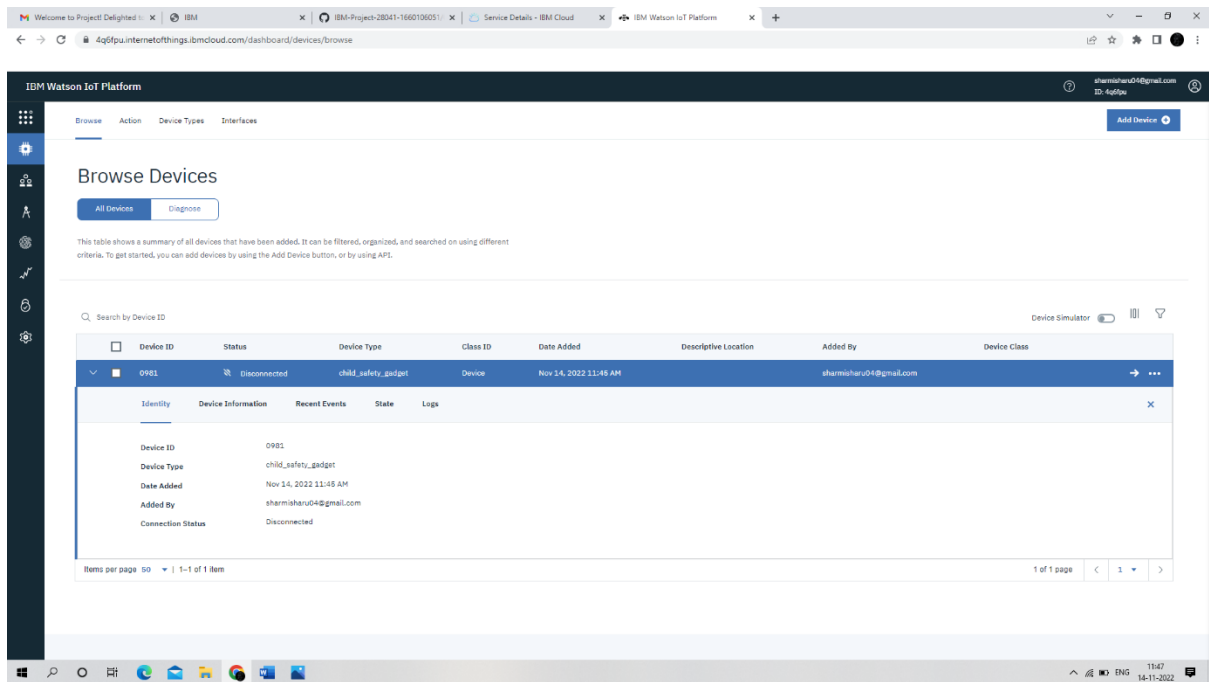 Welcome to Project! Delighted t
IBM
IBM-Project-28041-1660106051/
Service Details - IBM Cloud
IBM Watson IoT Platform
4q6fpu.internetofthings.ibmcloud.com/dashboard/devices/browse
IBM Watson IoT Platform
sharmisharu04@gmail.com
ID: 4q6fpu
Browse Action Device Types Interfaces
Add Device
Browse Devices
All Devices Diagnose
This table shows a summary of all devices that have been added. It can be filtered, organized, and searched on using different
criteria. To get started, you can add devices by using the Add Device button, or by using API.
Search by Device ID
Device Simulator
Device ID Status Device Type Class ID Date Added Descriptive Location Added By Device Class
0981 Disconnected child_safety_gadget Device Nov 14, 2022 11:45 AM sharmisharu04@gmail.com
Identity Device Information Recent Events State Logs
Device ID 0981
Device Type child_safety_gadget
Date Added Nov 14, 2022 11:45 AM
Added By sharmisharu04@gmail.com
Connection Status Disconnected
Items per page 50 | 1–1 of 1 item
1 of 1 page 1
ENG
11:47
14-11-2022